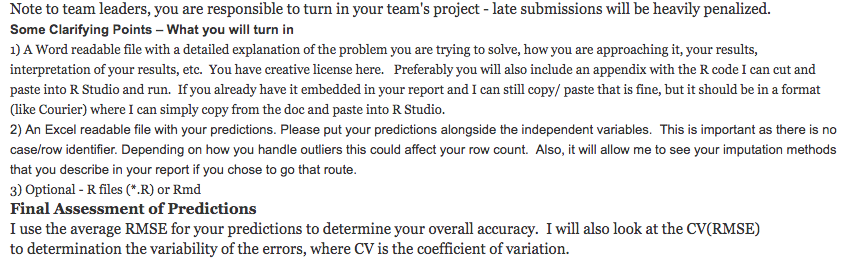 Note to team leaders, you are responsible to turn in your team's project - late submissions will be heavily penalized.
Some Clarifying Points – What you will turn in
1) A Word readable file with a detailed explanation of the problem you are trying to solve, how you are approaching it, your results,
interpretation of your results, etc.  You have creative license here.  Preferably you will also include an appendix with the R code I can cut and
paste into R Studio and run.  If you already have it embedded in your report and I can still copy/ paste that is fine, but it should be in a format
(like Courier) where I can simply copy from the doc and paste into R Studio.
2) An Excel readable file with your predictions. Please put your predictions alongside the independent variables.  This is important as there is no
case/row identifier. Depending on how you handle outliers this could affect your row count.  Also, it will allow me to see your imputation methods
that you describe in your report if you chose to go that route.
3) Optional - R files (*.R) or Rmd
Final Assessment of Predictions
I use the average RMSE for your predictions to determine your overall accuracy.  I will also look at the CV(RMSE)
to determination the variability of the errors, where CV is the coefficient of variation.